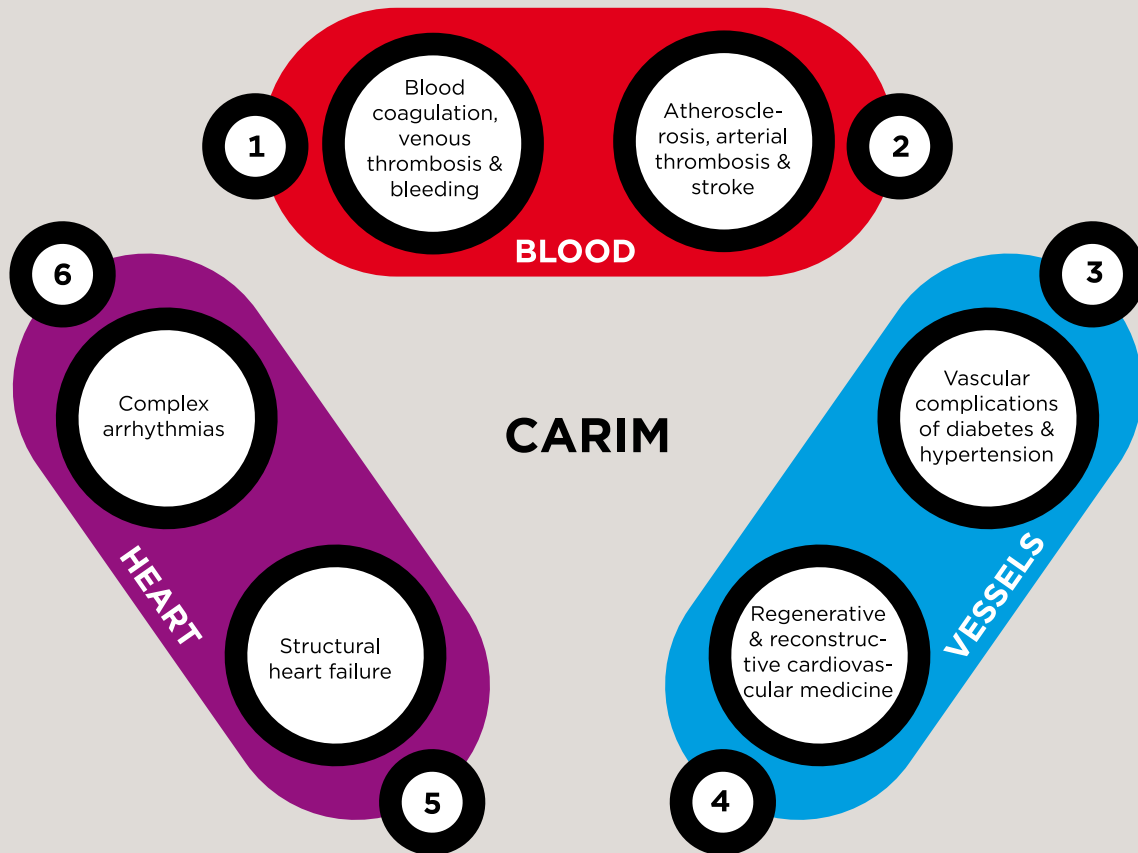 1
Blood
coagulation,
venous
thrombosis &
bleeding
Atheroscle-
rosis, arterial
thrombosis &
stroke
2
BLOOD
3
Vascular
complications
of diabetes &
hypertension
Regenerative
& reconstruc-
tive cardiovas-
cular medicine
4
VESSELS
5
Structural
heart failure
6
Complex
arrhythmias
HEART
CARIM